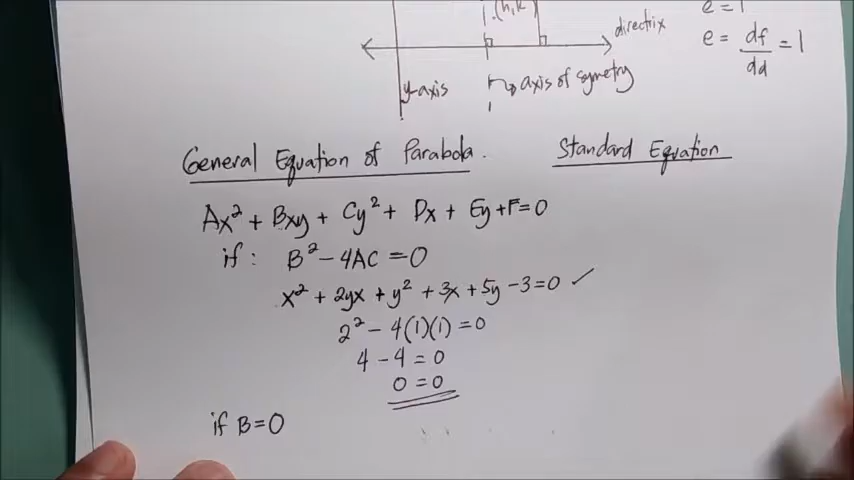 .(h,k)
e = 1
directrix
e = df/dd = 1
y-axis
axis of symetry
General Equation of Parabola.
Standard Equation
Ax² + Bxy + Cy² + Dx + Ey + F = 0
if : B² - 4AC = 0
x² + 2yx + y² + 3x + 5y - 3 = 0 ✓
2² - 4(1)(1) = 0
4 - 4 = 0
0 = 0
if B = 0